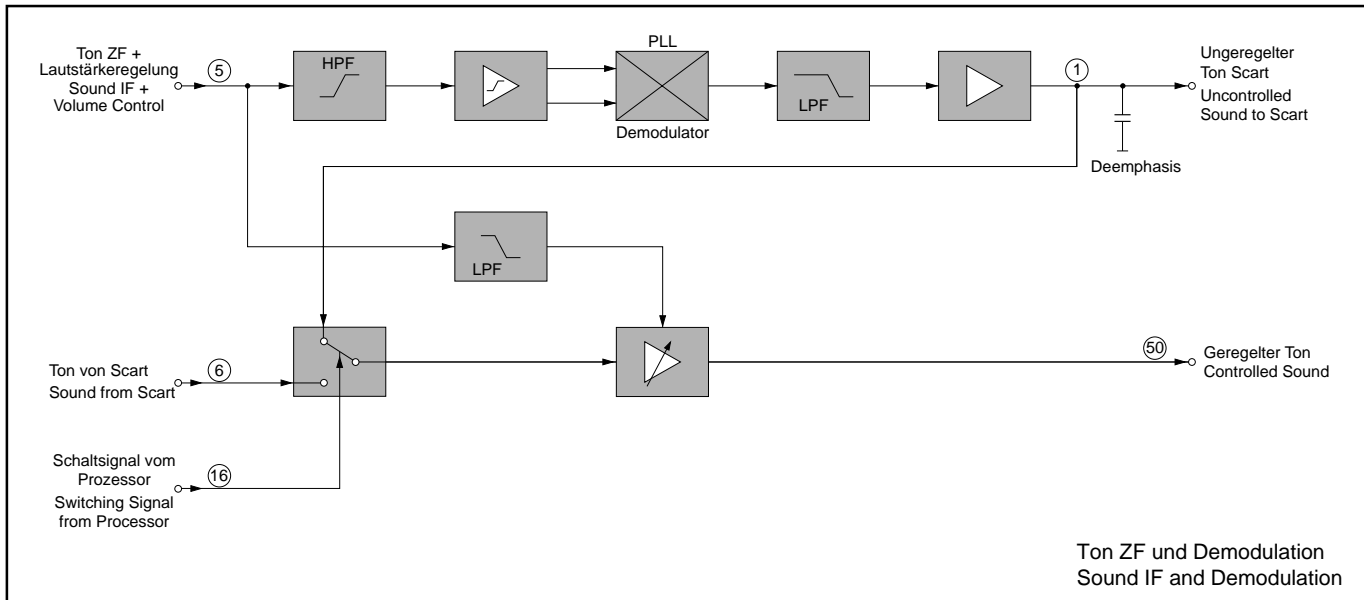 Ton ZF +
Lautstärkeregelung
Sound IF +
Volume Control
5
HPF
PLL
Demodulator
LPF
1
Ungeregelter
Ton Scart
Uncontrolled
Sound to Scart
Deemphasis
LPF
Ton von Scart
Sound from Scart
6
50
Geregelter Ton
Controlled Sound
Schaltsignal vom
Prozessor
Switching Signal
from Processor
16
Ton ZF und Demodulation
Sound IF and Demodulation